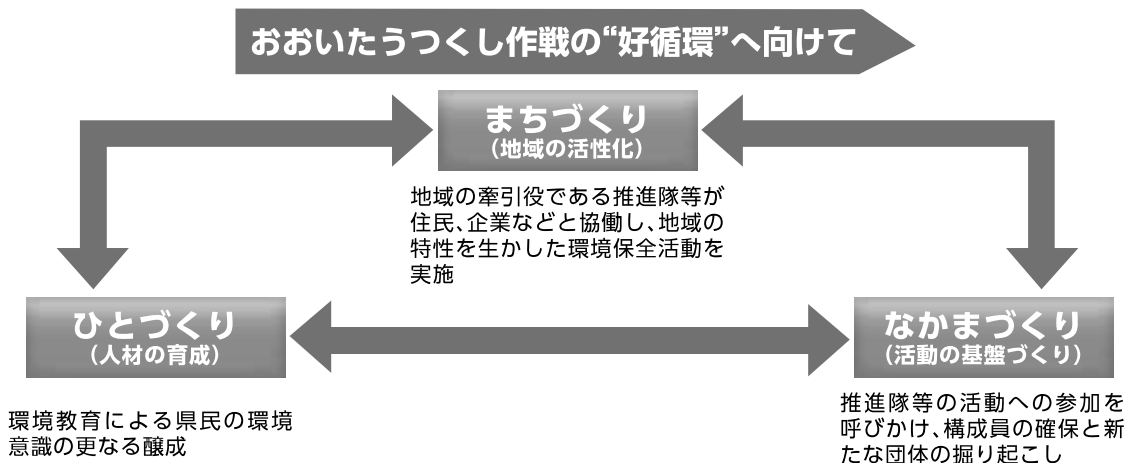 おおいたうつくし作戦の“好循環”へ向けて
まちづくり
（地域の活性化）
地域の牽引役である推進隊等が
住民、企業などと協働し、地域の
特性を生かした環境保全活動を
実施
ひとづくり
（人材の育成）
環境教育による県民の環境
意識の更なる醸成
なかまづくり
（活動の基盤づくり）
推進隊等の活動への参加を
呼びかけ、構成員の確保と新
たな団体の掘り起こし